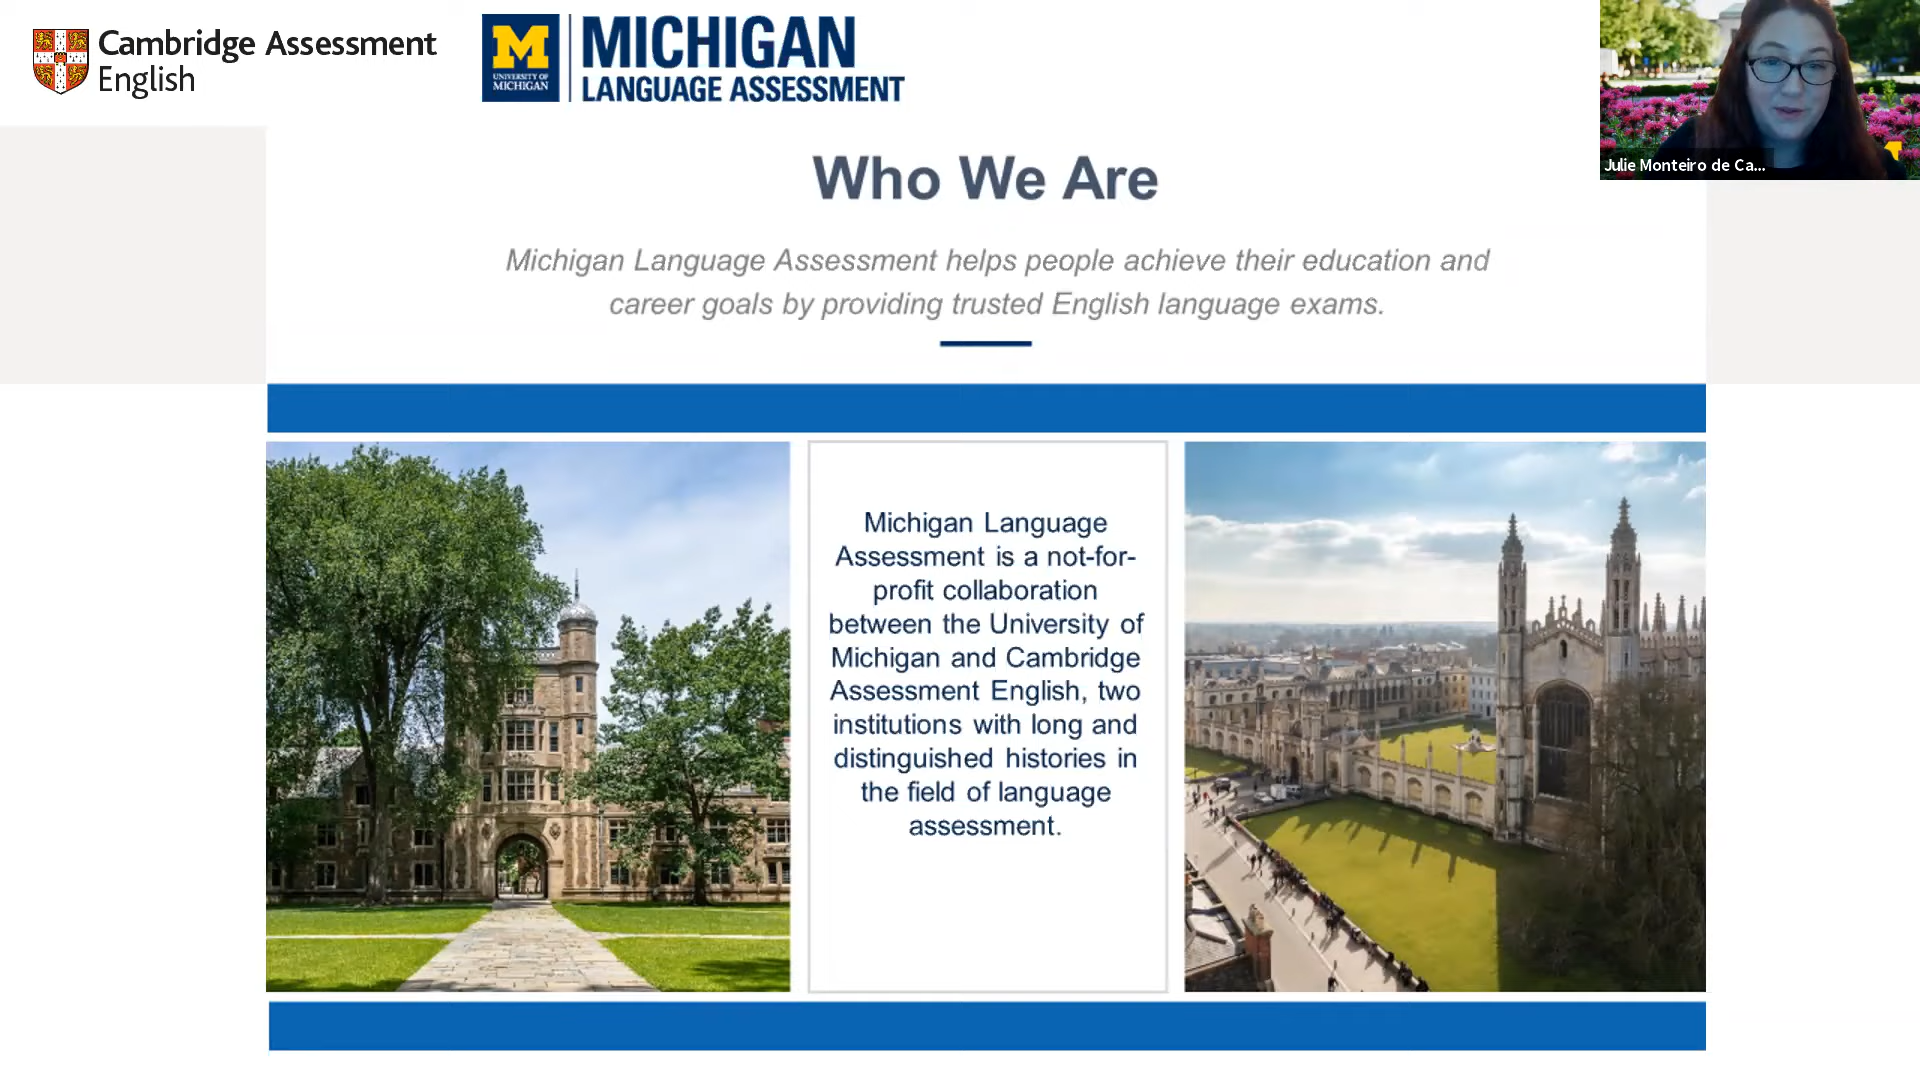 Cambridge Assessment
English
M
UNIVERSITY OF
MICHIGAN
MICHIGAN
LANGUAGE ASSESSMENT
Julie Monteiro de Ca...
Who We Are
Michigan Language Assessment helps people achieve their education and
career goals by providing trusted English language exams.
Michigan Language
Assessment is a not-for-
profit collaboration
between the University of
Michigan and Cambridge
Assessment English, two
institutions with long and
distinguished histories in
the field of language
assessment.